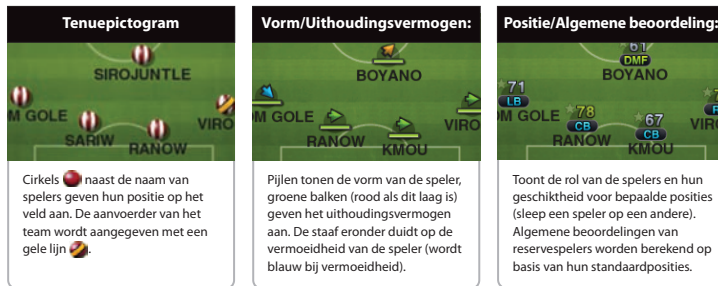 Tenuepictogram
SIROJUNTLE
M GOLE
VIRO
SARIW
RANOW
Cirkels naast de naam van
spelers geven hun positie op het
veld aan. De aanvoerder van het
team wordt aangegeven met een
gele lijn .
Vorm/Uithoudingsvermogen:
BOYANO
M GOLE
VIRO
RANOW
KMOU
Pijlen tonen de vorm van de speler,
groene balken (rood als dit laag is)
geven het uithoudingsvermogen
aan. De staaf eronder duidt op de
vermoeidheid van de speler (wordt
blauw bij vermoeidheid).
Positie/Algemene beoordeling:
61
DMF
BOYANO
71
LB
M GOLE
78
CB
RANOW
67
CB
KMOU
VIR
Toont de rol van de spelers en hun
geschiktheid voor bepaalde posities
(sleep een speler op een andere).
Algemene beoordelingen van
reservespelers worden berekend op
basis van hun standaardposities.